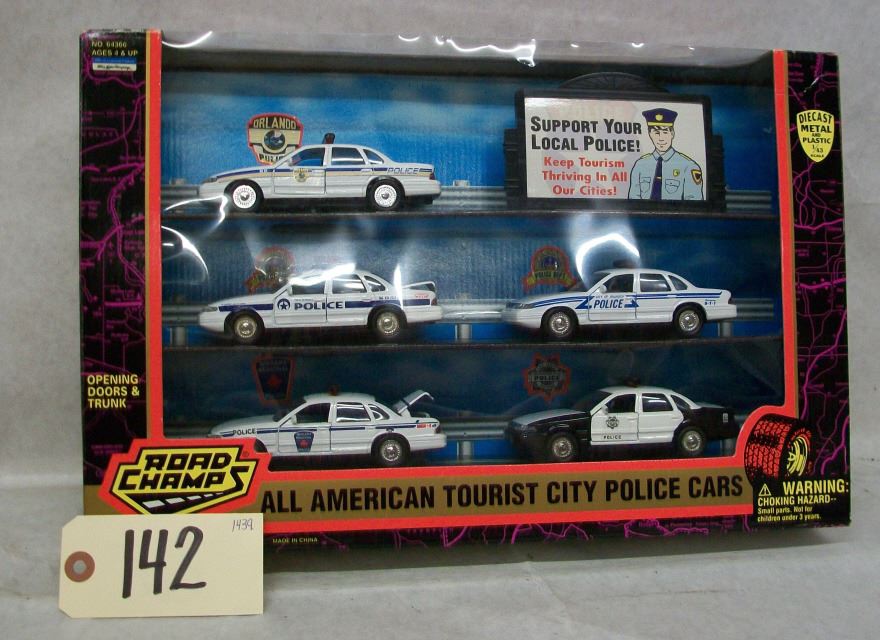 NO. 64366
AGES 4 & UP
ORLANDO
POLICE
SUPPORT YOUR
LOCAL POLICE!
Keep Tourism
Thriving In All
Our Cities!
DIECAST
METAL
AND
PLASTIC
1/43
SCALE
POLICE
POLICE
POLICE
OPENING
DOORS &
TRUNK
POLICE
POLICE
ROAD
CHAMPS
ALL AMERICAN TOURIST CITY POLICE CARS
WARNING:
CHOKING HAZARD--
Small parts. Not for
children under 3 years.
MADE IN CHINA
142
1439